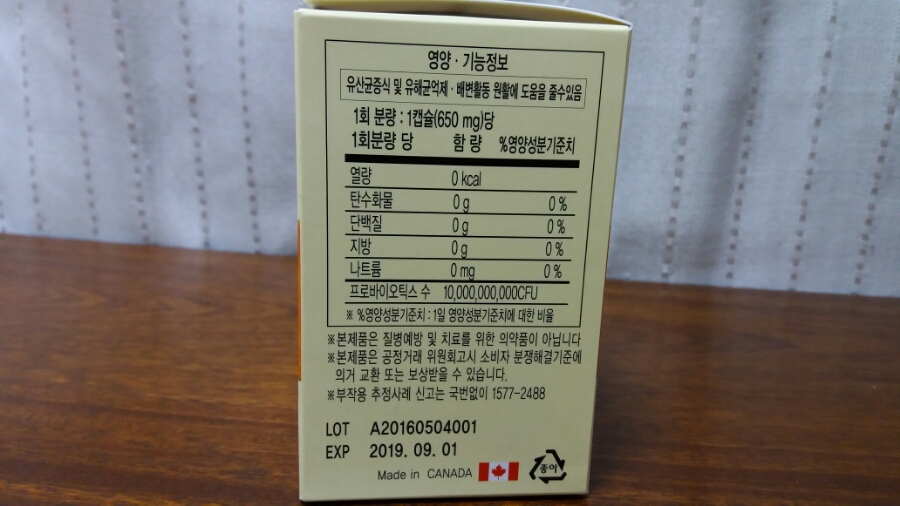 영양 · 기능정보
유산균증식 및 유해균억제 · 배변활동 원활에 도움을 줄수있음
1회 분량 : 1캡슐(650 mg)당
1회분량 당 함 량 %영양성분기준치
열량 0 kcal
탄수화물 0 g 0 %
단백질 0 g 0 %
지방 0 g 0 %
나트륨 0 mg 0 %
프로바이오틱스 수 10,000,000,000CFU
※ %영양성분기준치 : 1일 영양성분기준치에 대한 비율
※본제품은 질병예방 및 치료를 위한 의약품이 아닙니다
※본제품은 공정거래 위원회고시 소비자 분쟁해결기준에
의거 교환 또는 보상받을 수 있습니다.
※부작용 추정사례 신고는 국번없이 1577-2488
LOT A20160504001
EXP 2019. 09. 01
Made in CANADA
종이